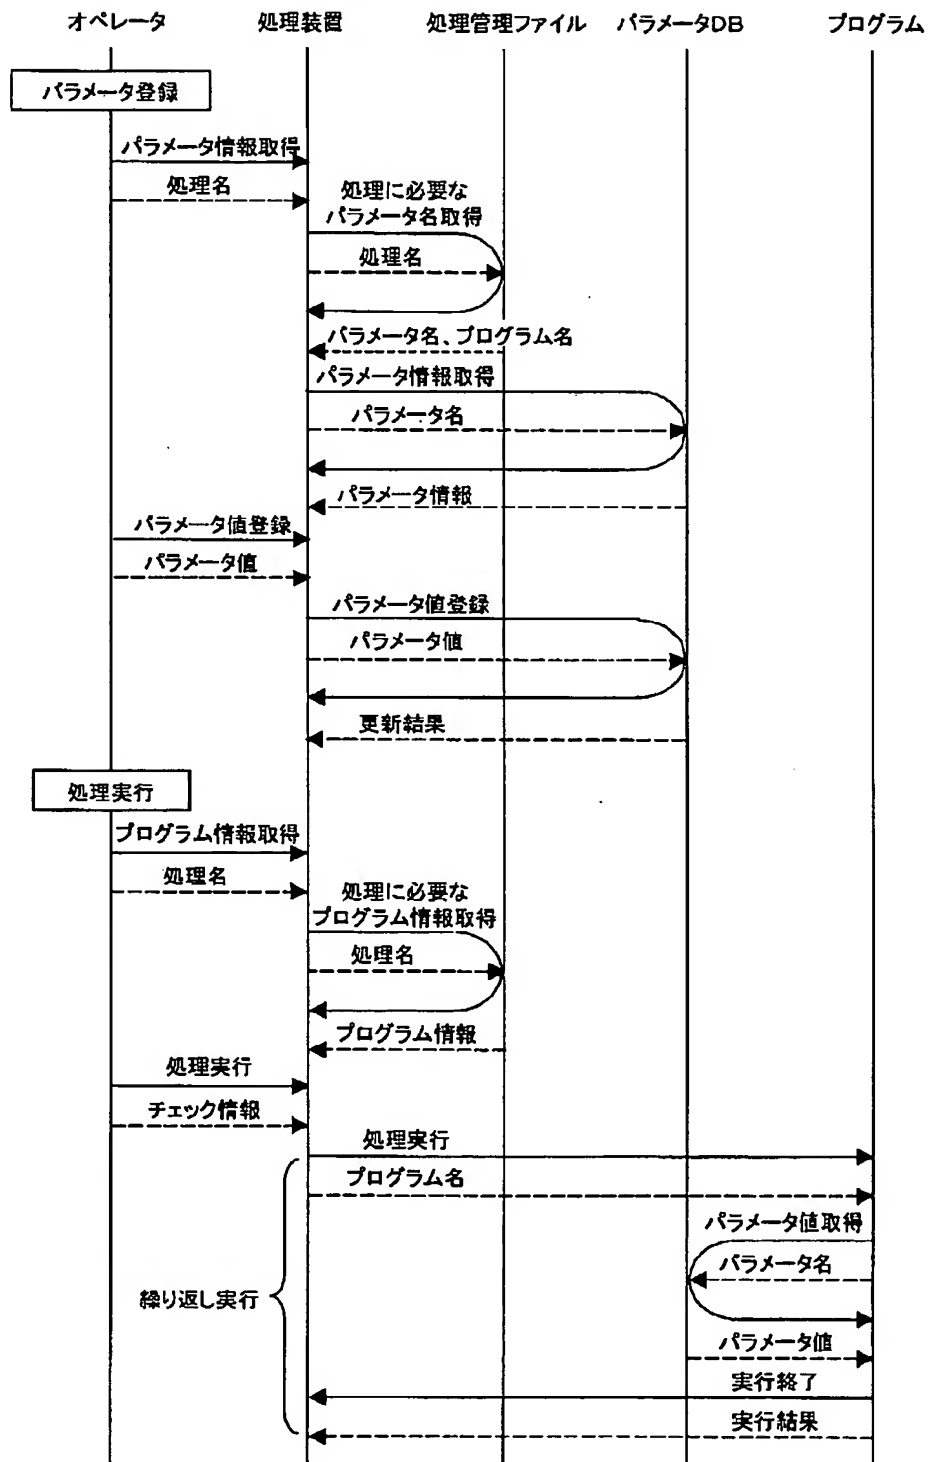 オペレータ
処理装置
処理管理ファイル
パラメータDB
プログラム
パラメータ登録
パラメータ情報取得
処理名
処理に必要な
パラメータ名取得
処理名
パラメータ名、プログラム名
パラメータ情報取得
パラメータ名
パラメータ情報
パラメータ値登録
パラメータ値
パラメータ値登録
パラメータ値
更新結果
処理実行
プログラム情報取得
処理名
処理に必要な
プログラム情報取得
処理名
プログラム情報
処理実行
チェック情報
処理実行
プログラム名
パラメータ値取得
パラメータ名
繰り返し実行
パラメータ値
実行終了
実行結果